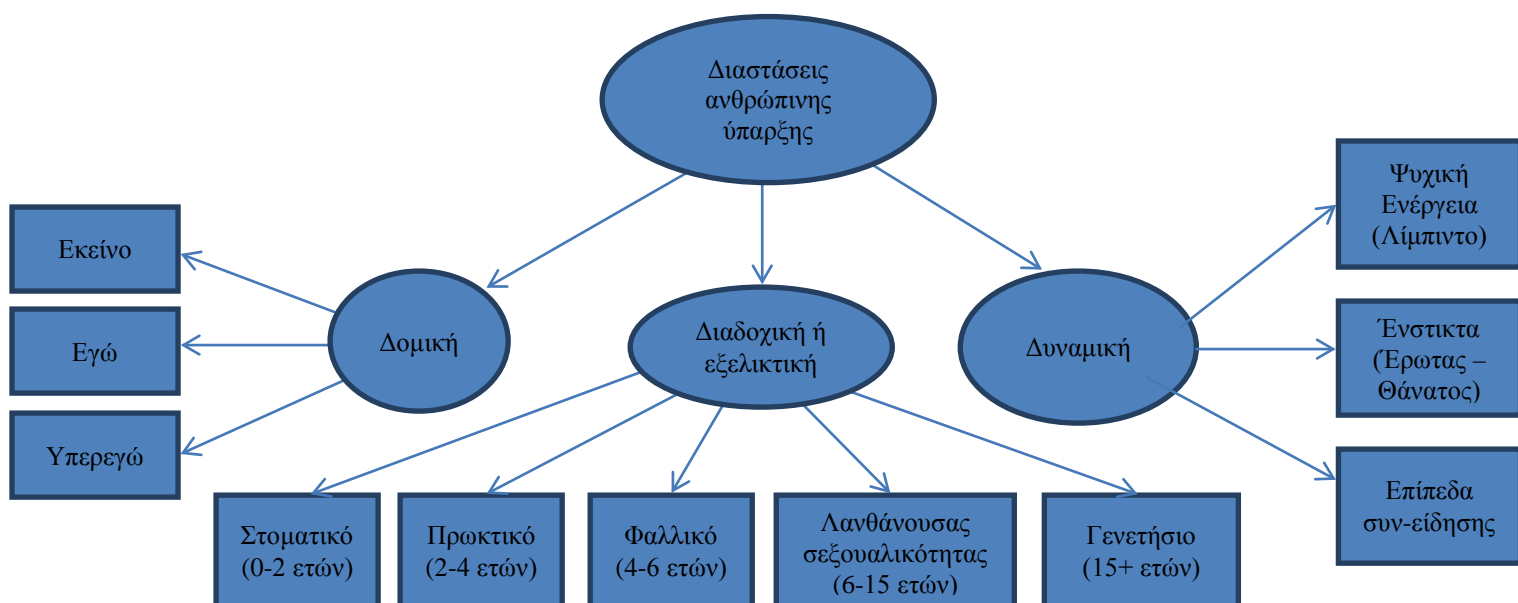 Διαστάσεις
ανθρώπινης
ύπαρξης
Εκείνο
Εγώ
Υπερεγώ
Δομική
Διαδοχική ή
εξελικτική
Δυναμική
Ψυχική
Ενέργεια
(Λίμπιντο)
Ένστικτα
(Έρωτας –
Θάνατος)
Επίπεδα
συν-είδησης
Στοματικό
(0-2 ετών)
Πρωκτικό
(2-4 ετών)
Φαλλικό
(4-6 ετών)
Λανθάνουσας
σεξουαλικότητας
(6-15 ετών)
Γενετήσιο
(15+ ετών)